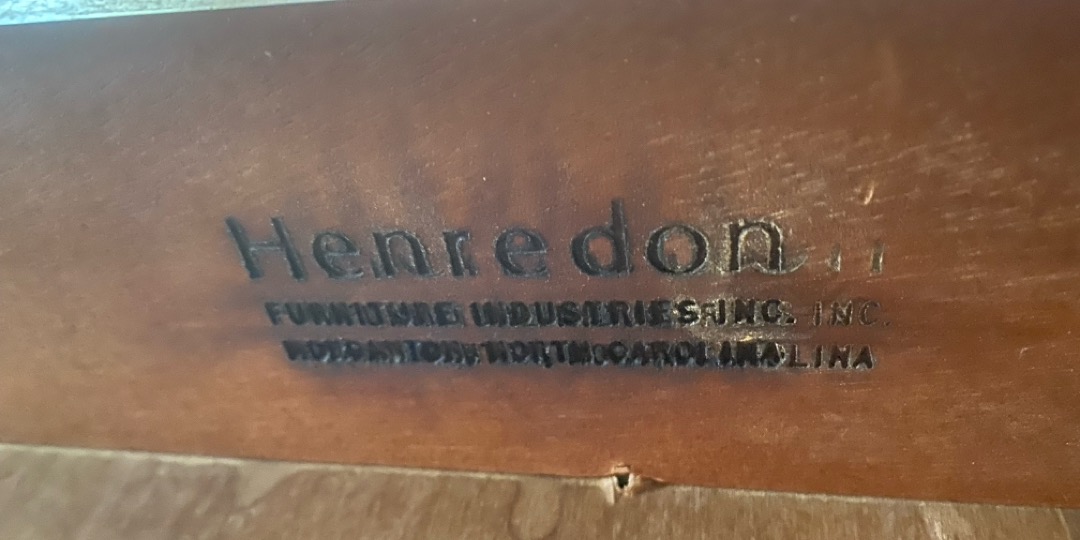 Henredon
FURNITURE INDUSTRIES INC. INC.
NORTH CAROLINA LINA